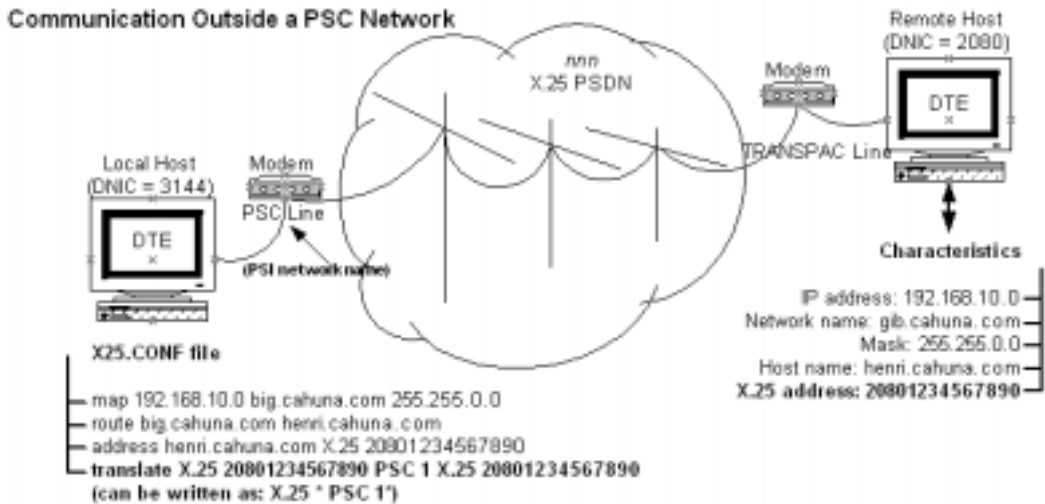 Communication Outside a PSC Network
Remote Host
(DNIC = 2080)
nnn
X.25 PSDN
Modem
DTE
TRANSPAC Line
Local Host
(DNIC = 3144)
Modem
PSC Line
DTE
(PSI network name)
Characteristics
IP address: 192.168.10.0
Network name: gib.cahuna.com
Mask: 255.255.0.0
Host name: henri.cahuna.com
X.25 address: 20801234567890
X25.CONF file
map 192.168.10.0 big.cahuna.com 255.255.0.0
route big.cahuna.com henri.cahuna.com
address henri.cahuna.com X.25 20801234567890
translate X.25 20801234567890 PSC 1 X.25 20801234567890
(can be written as: X.25 * PSC 1*)